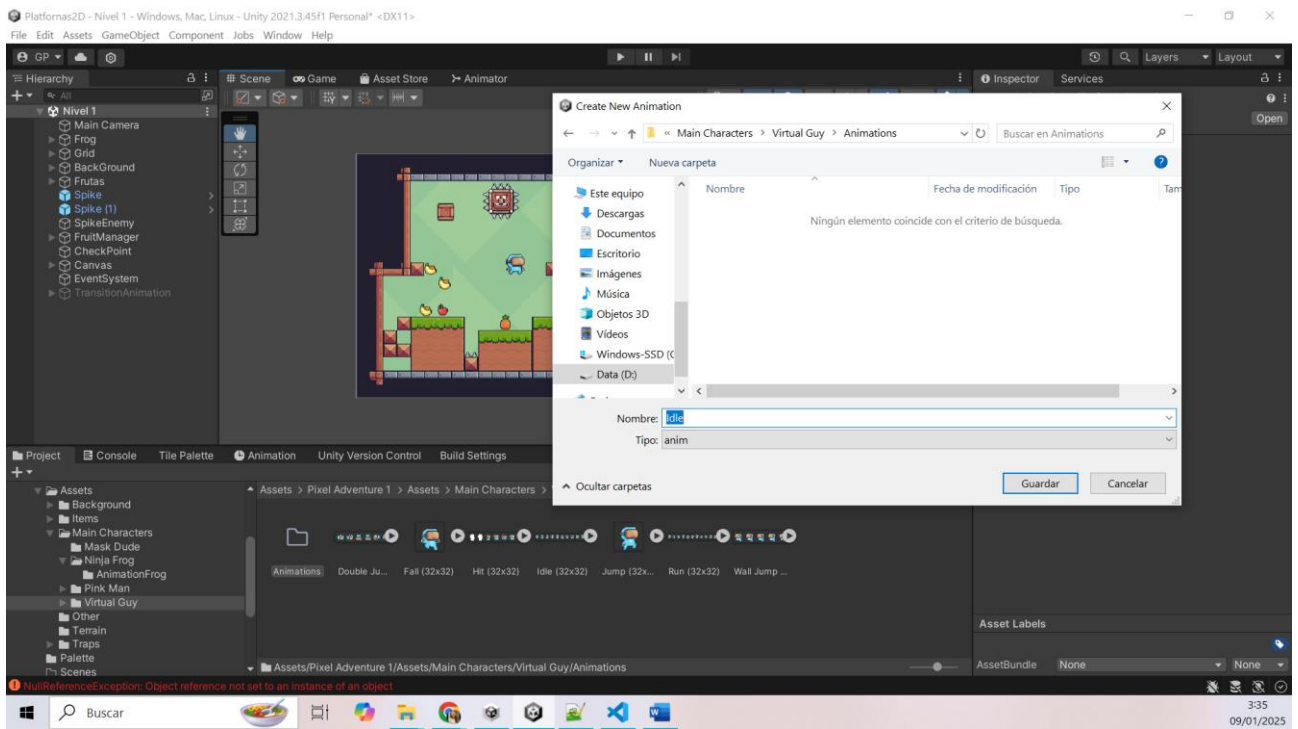 Platfornas2D - Nivel 1 - Windows, Mac, Linux - Unity 2021.3.45f1 Personal* <DX11>
File Edit Assets GameObject Component Jobs Window Help
GP Layers Layout
Hierarchy Scene Game Asset Store Animator Inspector Services
All
Open
Nivel 1
Main Camera
Frog
Grid
BackGround
Frutas
Spike
Spike (1)
SpikeEnemy
FruitManager
CheckPoint
Canvas
EventSystem
TransitionAnimation
Create New Animation
« Main Characters > Virtual Guy > Animations Buscar en Animations
Organizar Nueva carpeta
Nombre Fecha de modificación Tipo Tam
Ningún elemento coincide con el criterio de búsqueda.
Este equipo
Descargas
Documentos
Escritorio
Imágenes
Música
Objetos 3D
Vídeos
Windows-SSD (C
Data (D:)
Nombre: Idle
Tipo: anim
Ocultar carpetas Guardar Cancelar
Project Console Tile Palette Animation Unity Version Control Build Settings
Assets
Background
Items
Main Characters
Mask Dude
Ninja Frog
AnimationFrog
Pink Man
Virtual Guy
Other
Terrain
Traps
Palette
Scenes
Assets > Pixel Adventure 1 > Assets > Main Characters >
Animations Double Ju... Fall (32x32) Hit (32x32) Idle (32x32) Jump (32x... Run (32x32) Wall Jump ...
Assets/Pixel Adventure 1/Assets/Main Characters/Virtual Guy/Animations
Asset Labels
AssetBundle None None
NullReferenceException: Object reference not set to an instance of an object
Buscar
3:35
09/01/2025